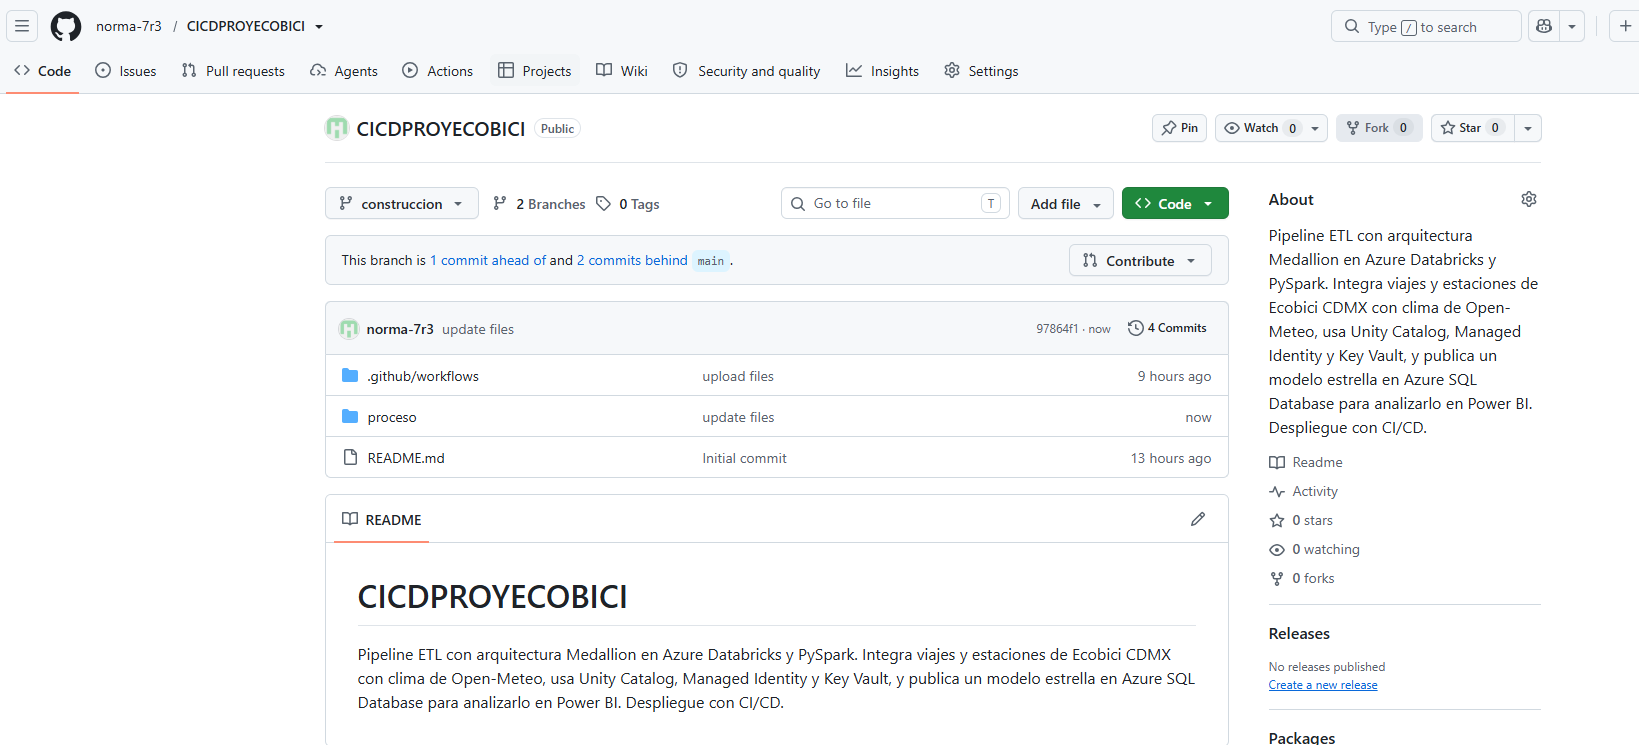 norma-7r3 / CICDPROYECOBICI
Type / to search
Code Issues Pull requests Agents Actions Projects Wiki Security and quality Insights Settings
CICDPROYECOBICI Public
Pin Watch 0 Fork 0 Star 0
construccion 2 Branches 0 Tags Go to file T Add file Code
This branch is 1 commit ahead of and 2 commits behind main .
Contribute
norma-7r3 update files 97864f1 · now 4 Commits
.github/workflows upload files 9 hours ago
proceso update files now
README.md Initial commit 13 hours ago
README
CICDPROYECOBICI
Pipeline ETL con arquitectura Medallion en Azure Databricks y PySpark. Integra viajes y estaciones de Ecobici CDMX
con clima de Open-Meteo, usa Unity Catalog, Managed Identity y Key Vault, y publica un modelo estrella en Azure SQL
Database para analizarlo en Power BI. Despliegue con CI/CD.
About
Pipeline ETL con arquitectura
Medallion en Azure Databricks y
PySpark. Integra viajes y estaciones de
Ecobici CDMX con clima de Open-
Meteo, usa Unity Catalog, Managed
Identity y Key Vault, y publica un
modelo estrella en Azure SQL
Database para analizarlo en Power BI.
Despliegue con CI/CD.
Readme
Activity
0 stars
0 watching
0 forks
Releases
No releases published
Create a new release
Packages